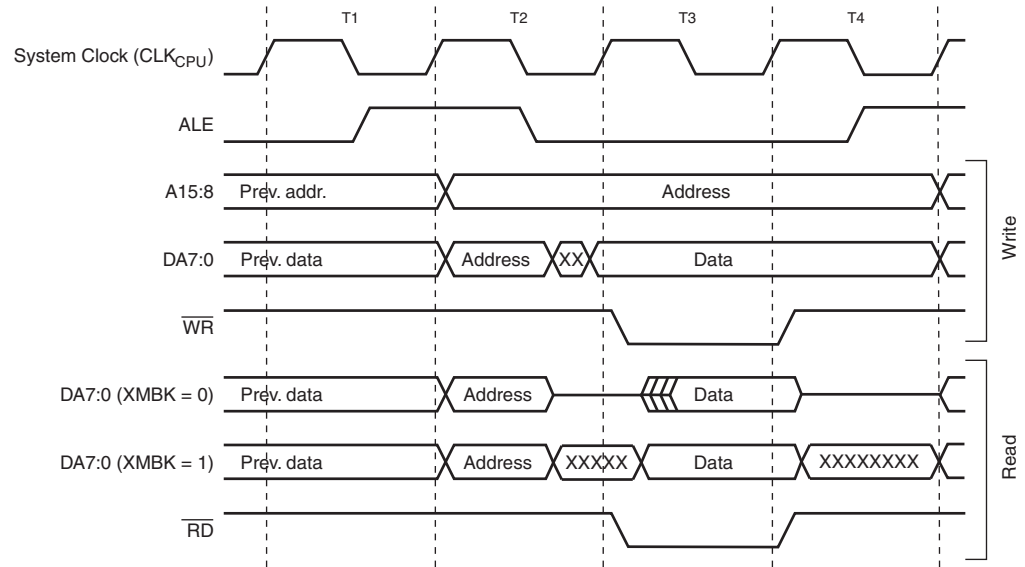 T1 T2 T3 T4
System Clock (CLKCPU)
ALE
A15:8 Prev. addr. Address
DA7:0 Prev. data Address XX Data
WR
Write
DA7:0 (XMBK = 0) Prev. data Address Data
DA7:0 (XMBK = 1) Prev. data Address XXXXX Data XXXXXXXX
RD
Read